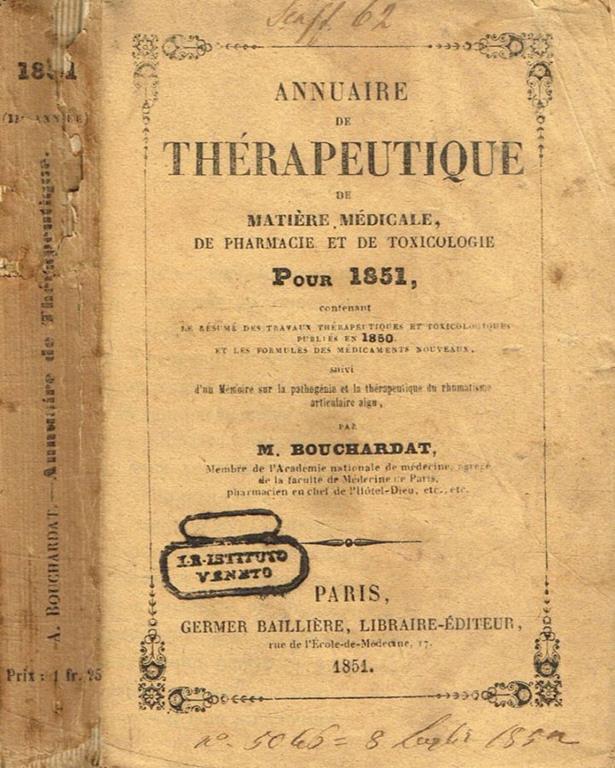 1851
(11e ANNÉE)
A. BOUCHARDAT. — Annuaire de Thérapeutique.
Prix : 1 fr. 25
62
ANNUAIRE
DE
THÉRAPEUTIQUE
DE
MATIÈRE MÉDICALE,
DE PHARMACIE ET DE TOXICOLOGIE
POUR 1851,
contenant
LE RÉSUMÉ DES TRAVAUX THÉRAPEUTIQUES ET TOXICOLOGIQUES
PUBLIÉS EN 1850
ET LES FORMULES DES MÉDICAMENTS NOUVEAUX,
suivi
d'un Mémoire sur la pathogénie et la thérapeutique du rhumatisme
articulaire aigu,
PAR
M. BOUCHARDAT,
Membre de l'Academie nationale de médecine, agrégé
de la faculté de Médecine de Paris,
pharmacien en chef de l'Hôtel-Dieu, etc., etc.
I.R.ISTITUTO
VENETO
PARIS,
GERMER BAILLIÈRE, LIBRAIRE-ÉDITEUR,
rue de l'École-de-Médecine, 17.
1851.
n° 5046 = 8 Luglio